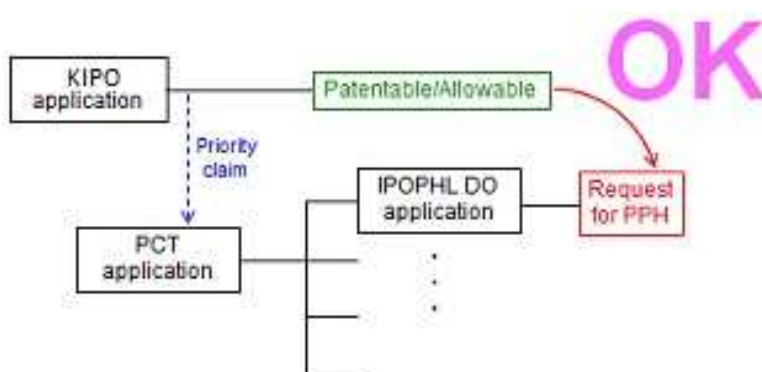 OK
KIPO
application
Patentable/Allowable
Priority
claim
IPOPHL DO
application
Request
for PPH
PCT
application